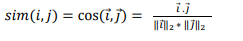 sim(i,j) = cos(i⃗,j⃗) = i⃗ . j⃗ / ‖i⃗‖₂ * ‖j⃗‖₂